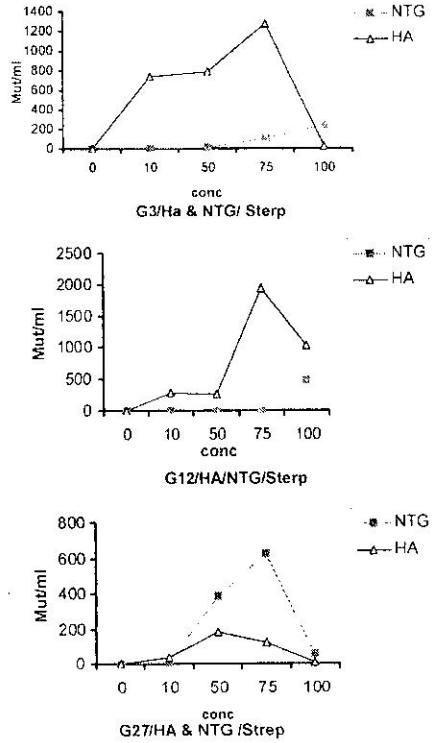 1400
1200
1000
800
600
400
200
0
Mut/ml
NTG
HA
0 10 50 75 100
conc
G3/Ha & NTG/ Sterp
2500
2000
1500
1000
500
0
Mut/ml
NTG
HA
0 10 50 75 100
conc
G12/HA/NTG/Sterp
800
600
400
200
0
Mut/ml
NTG
HA
0 10 50 75 100
conc
G27/HA & NTG /Strep